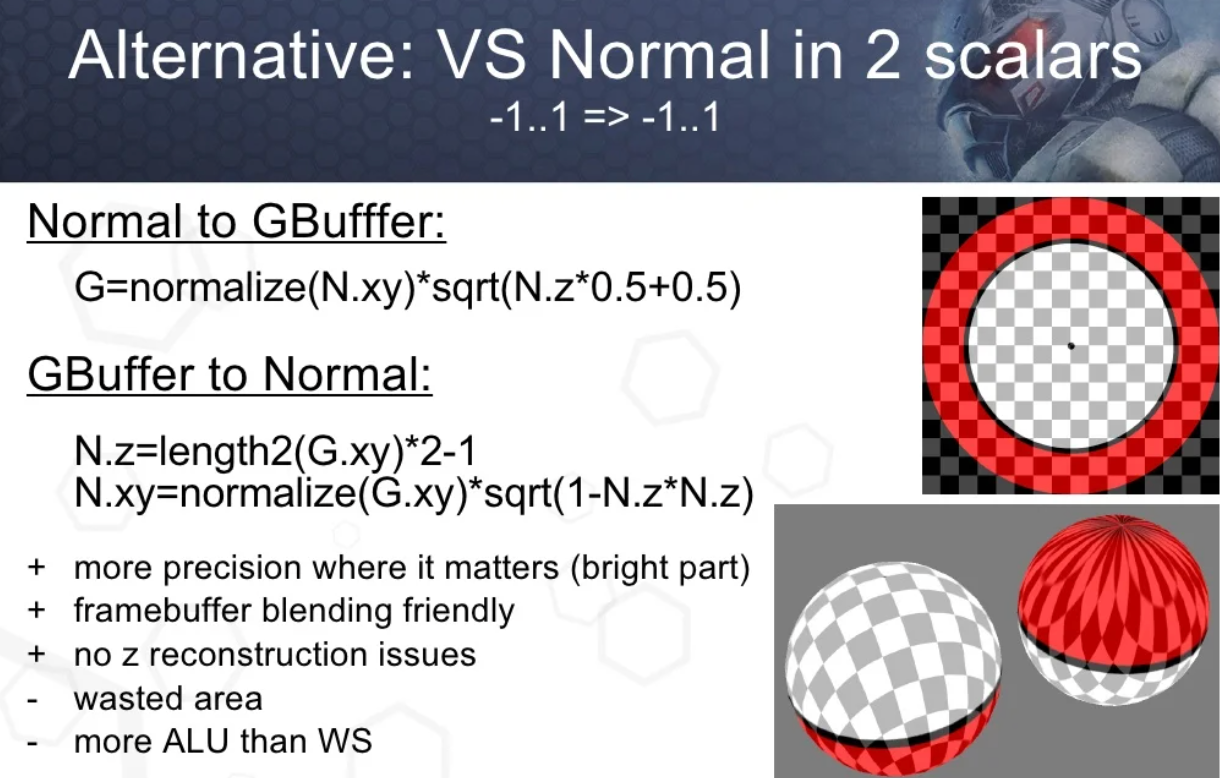 Alternative: VS Normal in 2 scalars
-1..1 => -1..1
Normal to GBufffer:
G=normalize(N.xy)*sqrt(N.z*0.5+0.5)
GBuffer to Normal:
N.z=length2(G.xy)*2-1
N.xy=normalize(G.xy)*sqrt(1-N.z*N.z)
+ more precision where it matters (bright part)
+ framebuffer blending friendly
+ no z reconstruction issues
- wasted area
- more ALU than WS